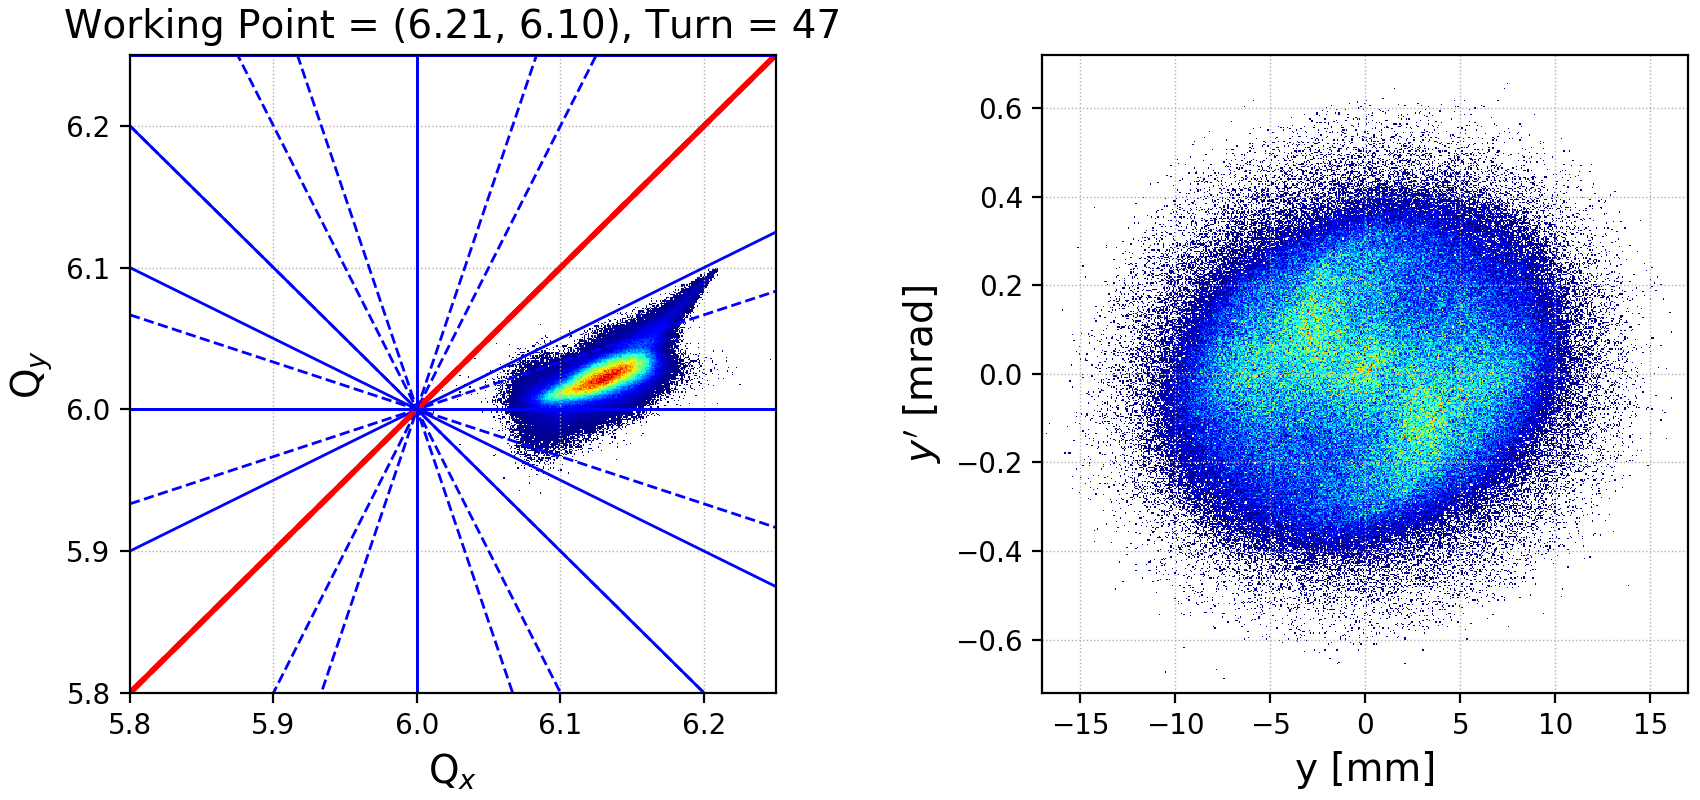 Working Point = (6.21, 6.10), Turn = 47
6.2
6.1
6.0
5.9
5.8
Q_y
5.8 5.9 6.0 6.1 6.2
Q_x
0.6
0.4
0.2
0.0
−0.2
−0.4
−0.6
y′ [mrad]
−15 −10 −5 0 5 10 15
y [mm]